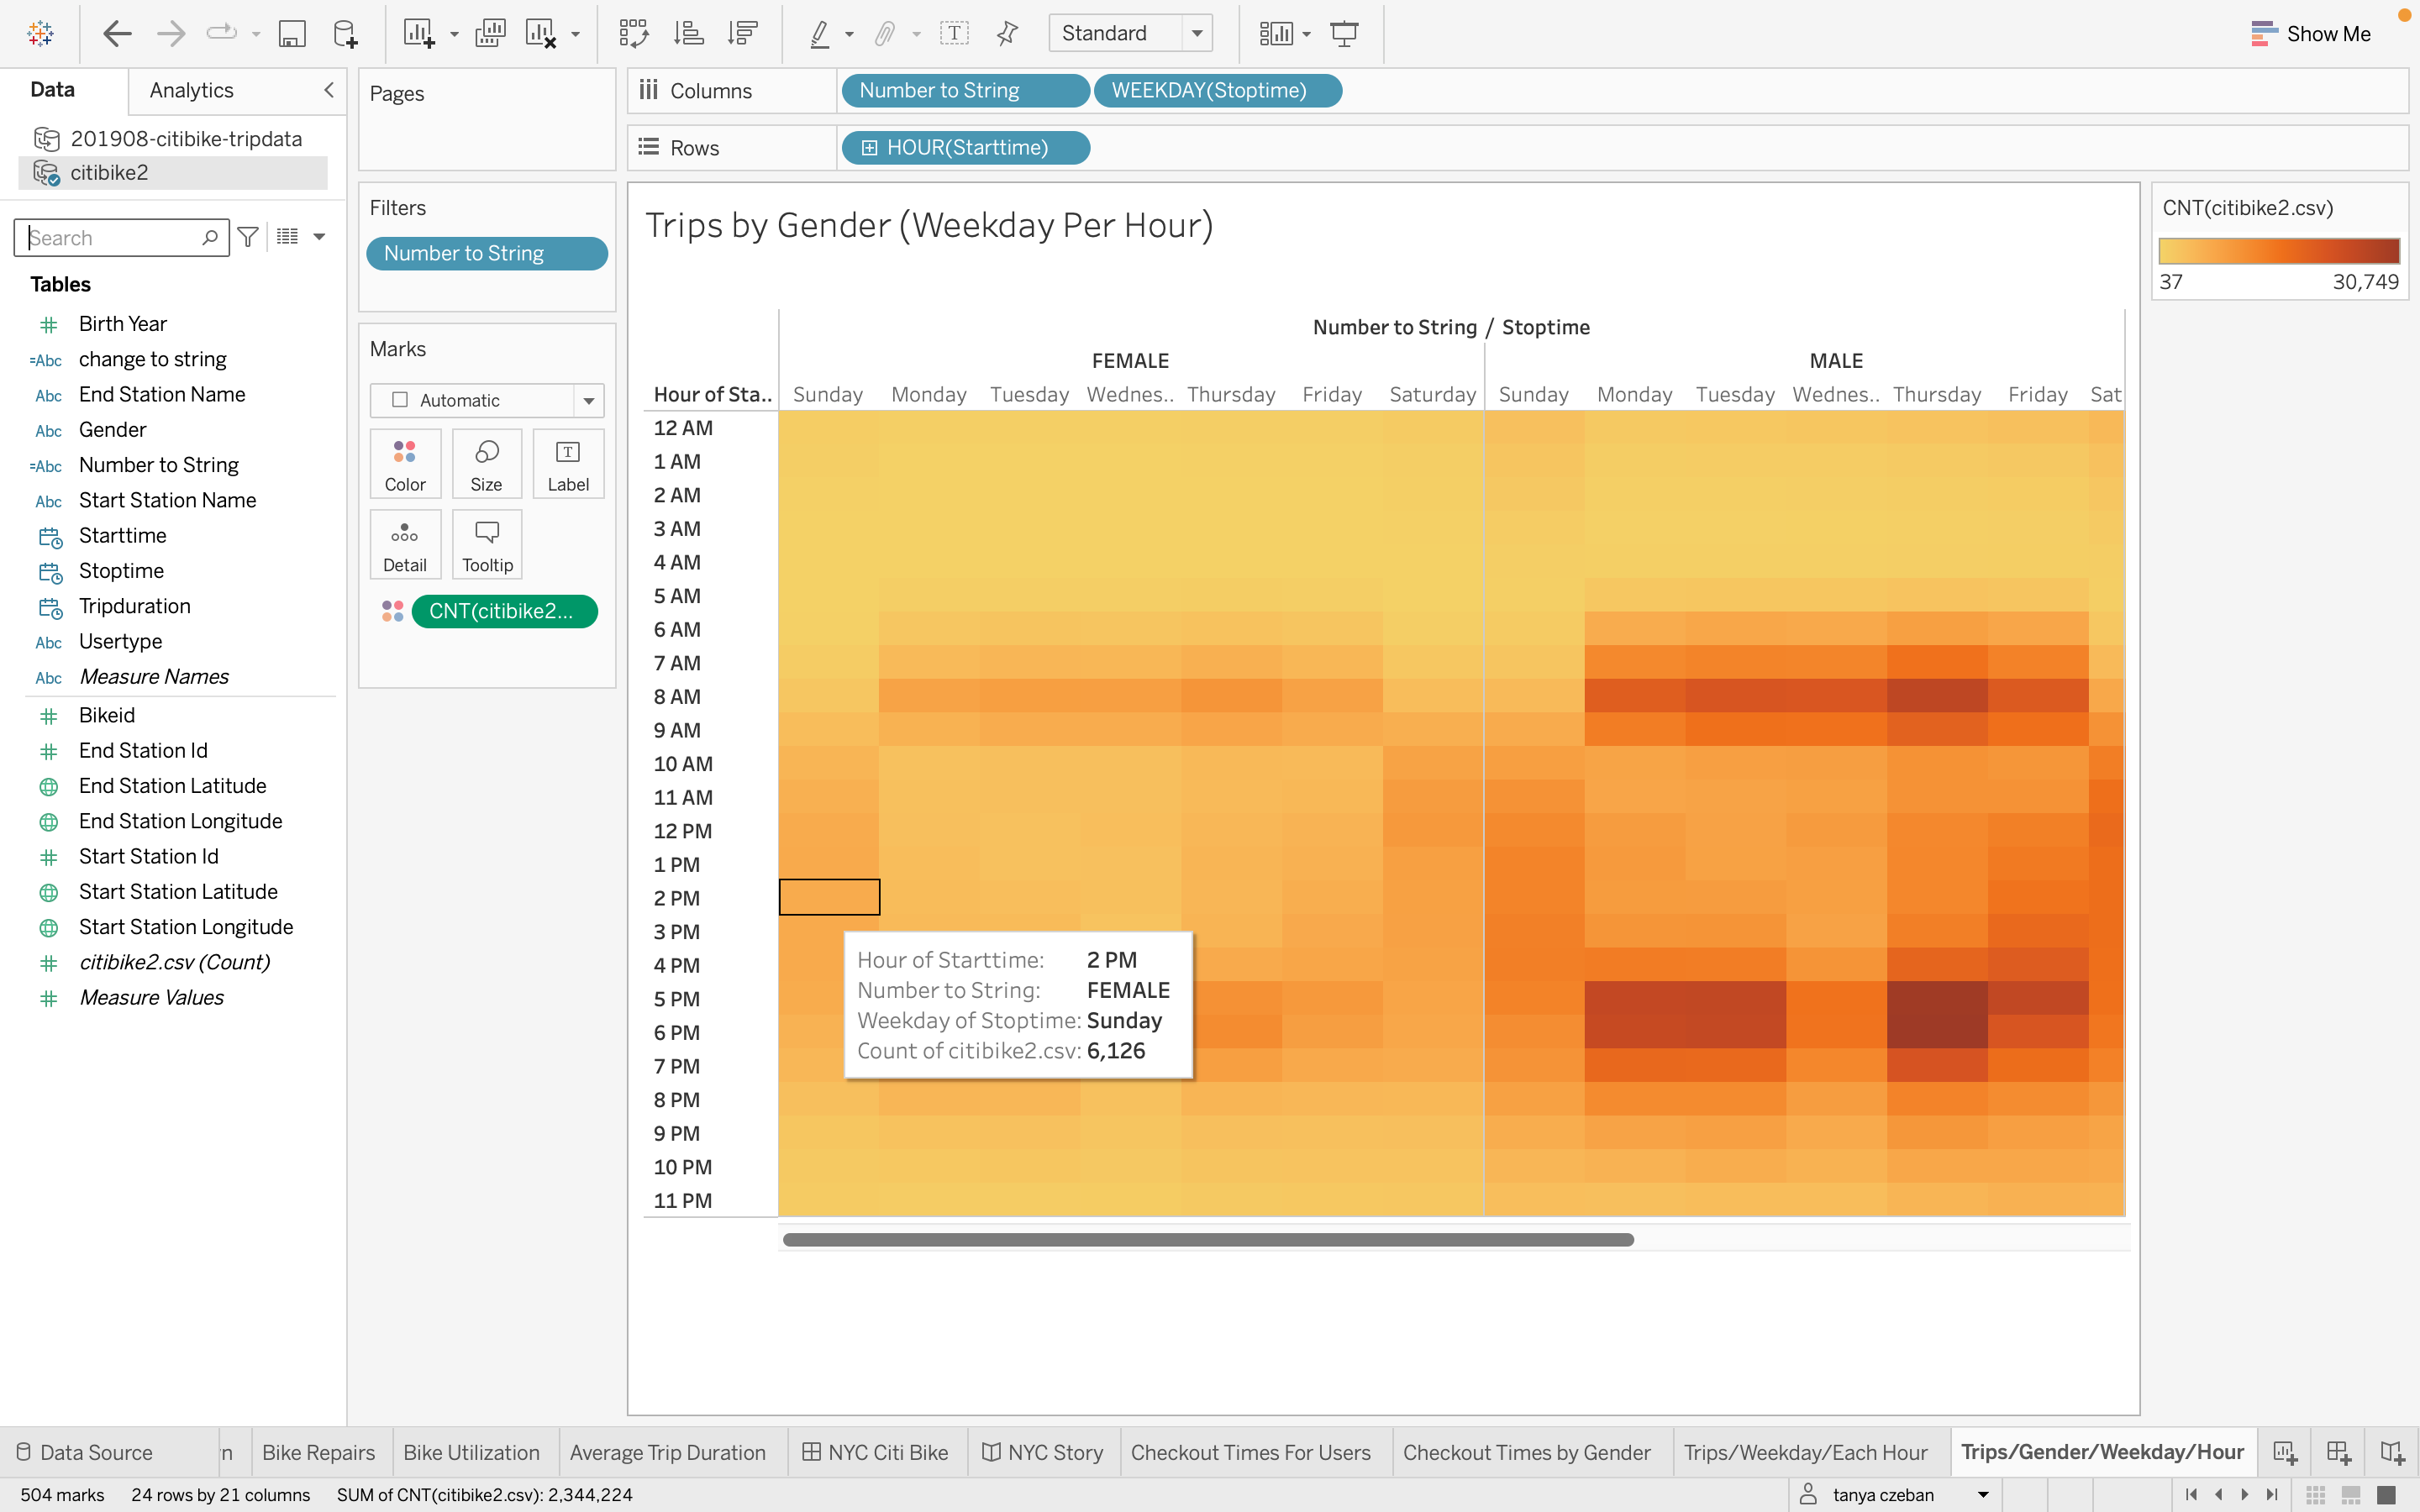 Standard
Show Me
Data
Analytics
201908-citibike-tripdata
citibike2
Search
Tables
Birth Year
=Abc change to string
Abc End Station Name
Abc Gender
=Abc Number to String
Abc Start Station Name
Starttime
Stoptime
Tripduration
Abc Usertype
Abc Measure Names
Bikeid
End Station Id
End Station Latitude
End Station Longitude
Start Station Id
Start Station Latitude
Start Station Longitude
citibike2.csv (Count)
Measure Values
Pages
Filters
Number to String
Marks
Automatic
Color
Size
Label
Detail
Tooltip
CNT(citibike2...
Columns
Number to String
WEEKDAY(Stoptime)
Rows
HOUR(Starttime)
Trips by Gender (Weekday Per Hour)
Number to String / Stoptime
FEMALE
MALE
Hour of Sta.. Sunday Monday Tuesday Wednes.. Thursday Friday Saturday Sunday Monday Tuesday Wednes.. Thursday Friday Sat
12 AM
1 AM
2 AM
3 AM
4 AM
5 AM
6 AM
7 AM
8 AM
9 AM
10 AM
11 AM
12 PM
1 PM
2 PM
3 PM
4 PM
5 PM
6 PM
7 PM
8 PM
9 PM
10 PM
11 PM
Hour of Starttime: 2 PM
Number to String: FEMALE
Weekday of Stoptime: Sunday
Count of citibike2.csv: 6,126
CNT(citibike2.csv)
37 30,749
Data Source
n
Bike Repairs
Bike Utilization
Average Trip Duration
NYC Citi Bike
NYC Story
Checkout Times For Users
Checkout Times by Gender
Trips/Weekday/Each Hour
Trips/Gender/Weekday/Hour
504 marks
24 rows by 21 columns
SUM of CNT(citibike2.csv): 2,344,224
tanya czeban